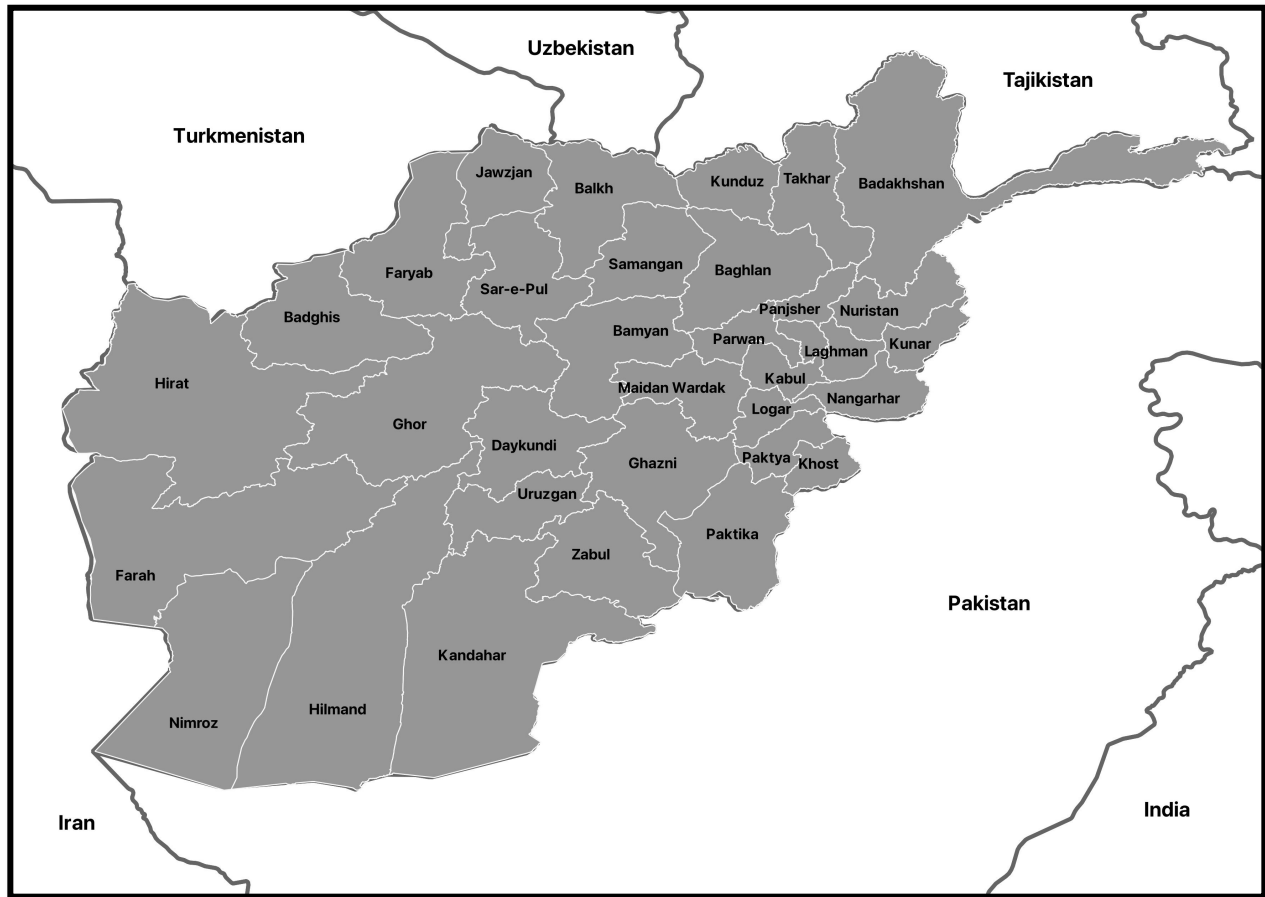 Uzbekistan
Tajikistan
Turkmenistan
Jawzjan
Balkh
Kunduz
Takhar
Badakhshan
Faryab
Samangan
Baghlan
Sar-e-Pul
Badghis
Panjsher
Nuristan
Bamyan
Parwan
Kunar
Laghman
Hirat
Kabul
Maidan Wardak
Nangarhar
Logar
Ghor
Daykundi
Paktya
Ghazni
Khost
Uruzgan
Paktika
Zabul
Farah
Pakistan
Kandahar
Hilmand
Nimroz
India
Iran